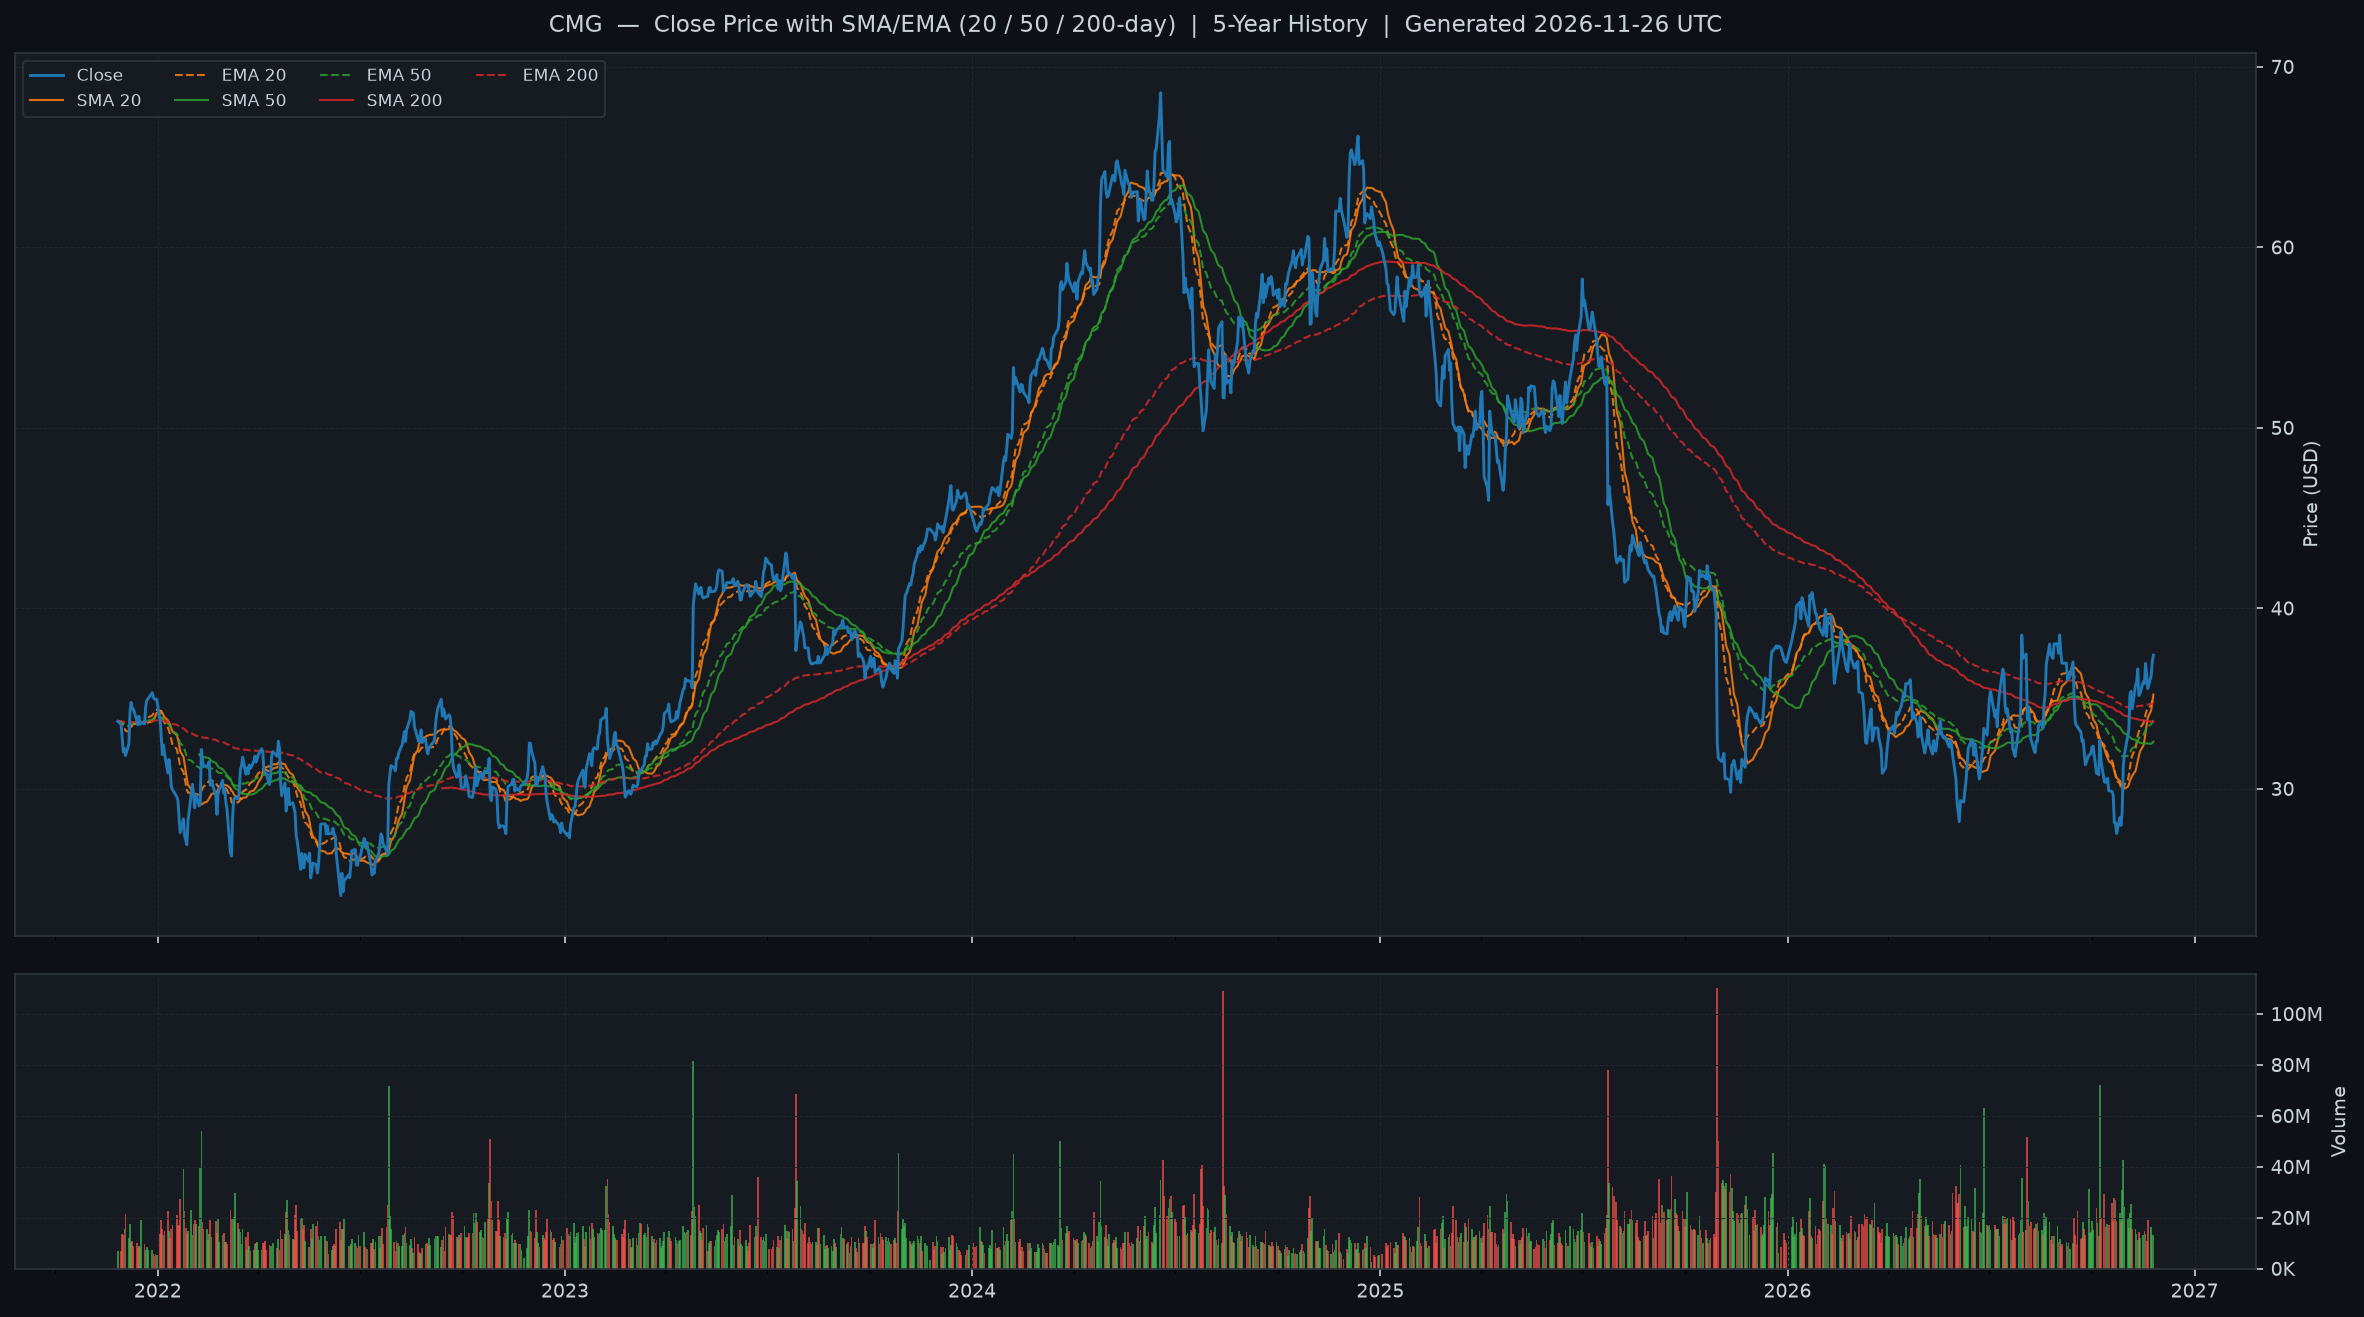 CMG — Close Price with SMA/EMA (20 / 50 / 200-day) | 5-Year History | Generated 2026-11-26 UTC
Close EMA 20 EMA 50 EMA 200
SMA 20 SMA 50 SMA 200
70
60
50
40
30
Price (USD)
100M
80M
60M
40M
20M
0K
Volume
2022 2023 2024 2025 2026 2027